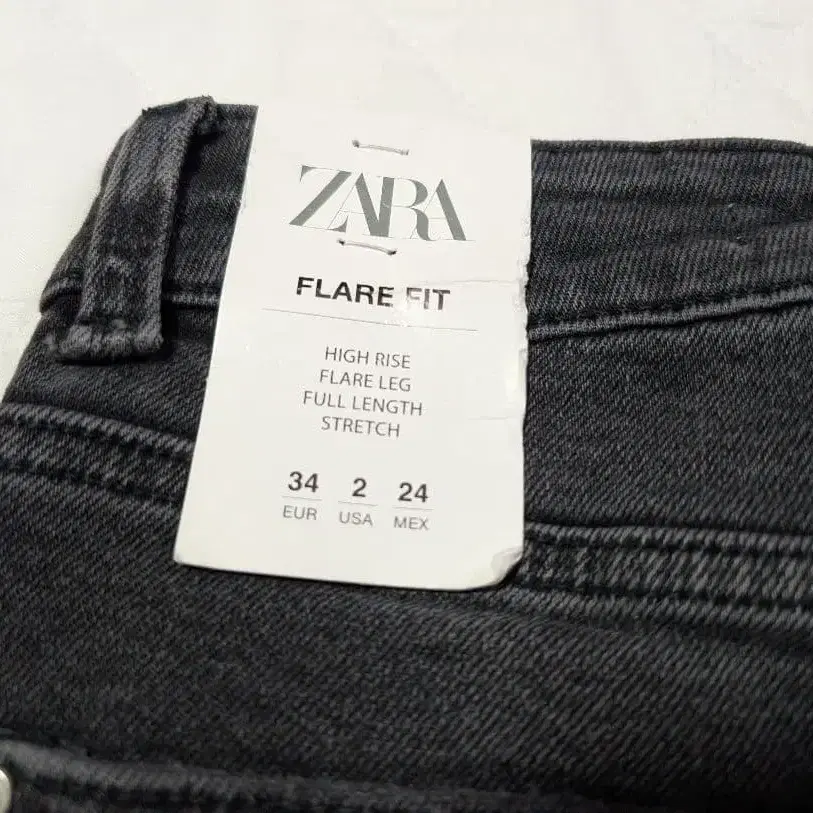 ZARA
FLARE FIT
HIGH RISE
FLARE LEG
FULL LENGTH
STRETCH
34 2 24
EUR USA MEX